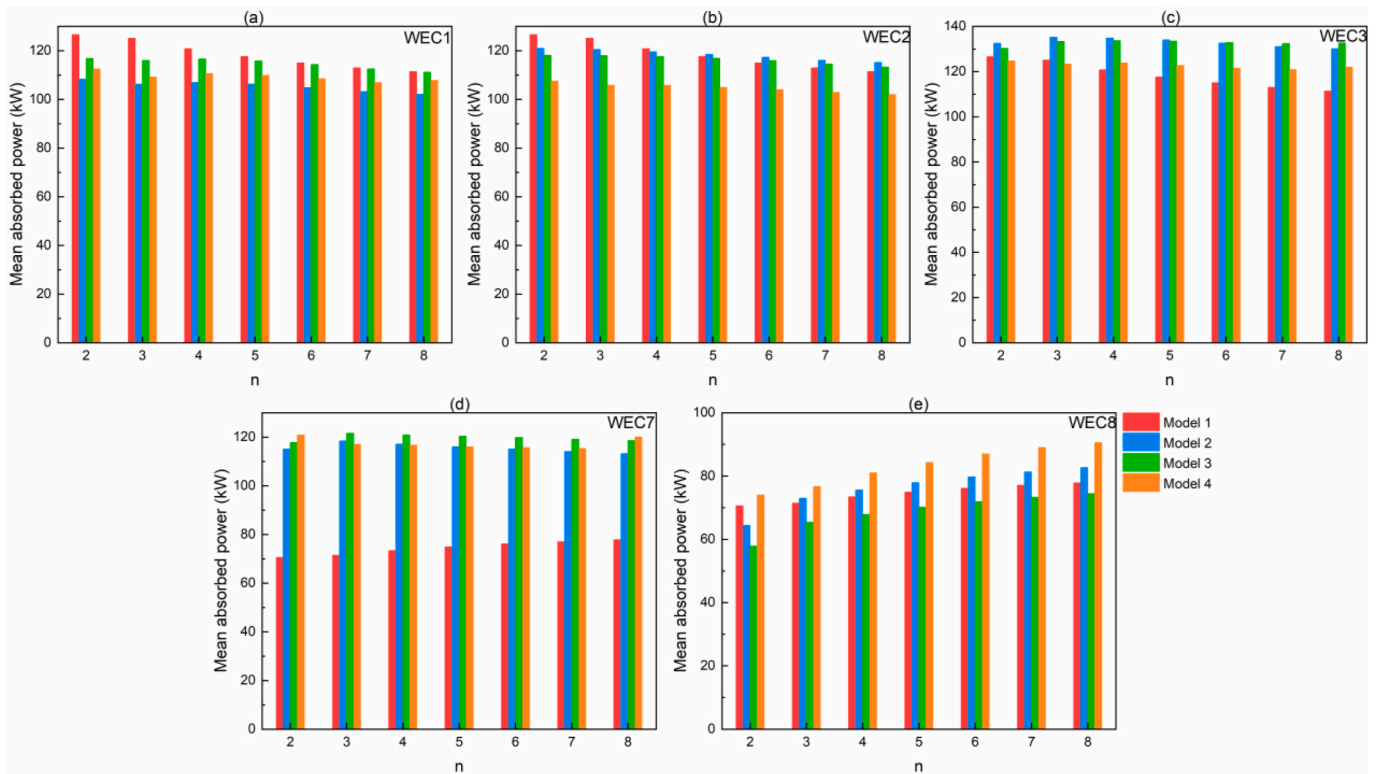 (a)
WEC1
Mean absorbed power (kW)
120
100
80
60
40
20
0
2 3 4 5 6 7 8
n
(b)
WEC2
Mean absorbed power (kW)
120
100
80
60
40
20
0
2 3 4 5 6 7 8
n
(c)
WEC3
Mean absorbed power (kW)
140
120
100
80
60
40
20
0
2 3 4 5 6 7 8
n
(d)
WEC7
Mean absorbed power (kW)
120
100
80
60
40
20
0
2 3 4 5 6 7 8
n
(e)
WEC8
Mean absorbed power (kW)
100
80
60
40
20
0
2 3 4 5 6 7 8
n
Model 1
Model 2
Model 3
Model 4